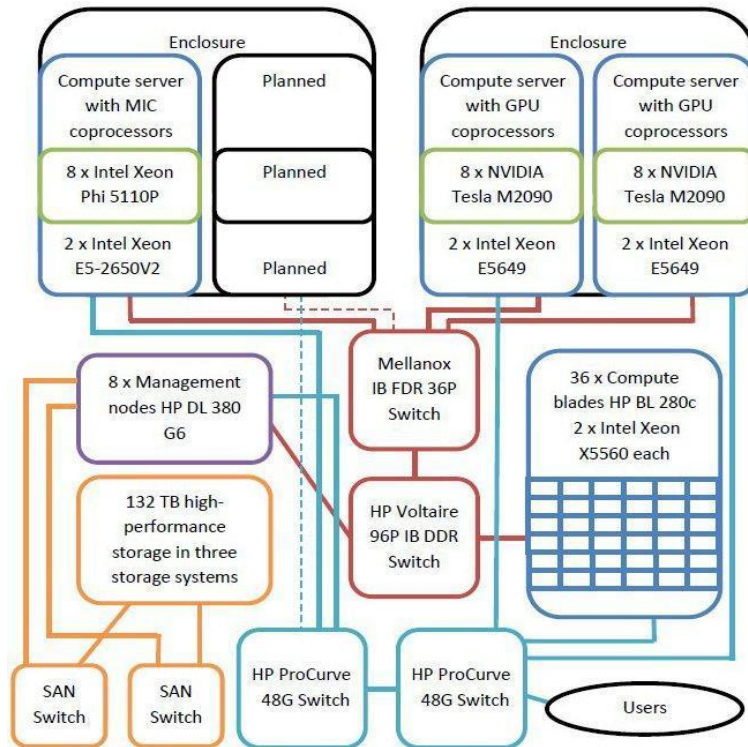 Enclosure
Compute server
with MIC
coprocessors
8 x Intel Xeon
Phi 5110P
2 x Intel Xeon
E5-2650V2
Planned
Planned
Planned
Enclosure
Compute server
with GPU
coprocessors
8 x NVIDIA
Tesla M2090
2 x Intel Xeon
E5649
Compute server
with GPU
coprocessors
8 x NVIDIA
Tesla M2090
2 x Intel Xeon
E5649
8 x Management
nodes HP DL 380
G6
Mellanox
IB FDR 36P
Switch
36 x Compute
blades HP BL 280c
2 x Intel Xeon
X5560 each
132 TB high-
performance
storage in three
storage systems
HP Voltaire
96P IB DDR
Switch
SAN
Switch
SAN
Switch
HP ProCurve
48G Switch
HP ProCurve
48G Switch
Users